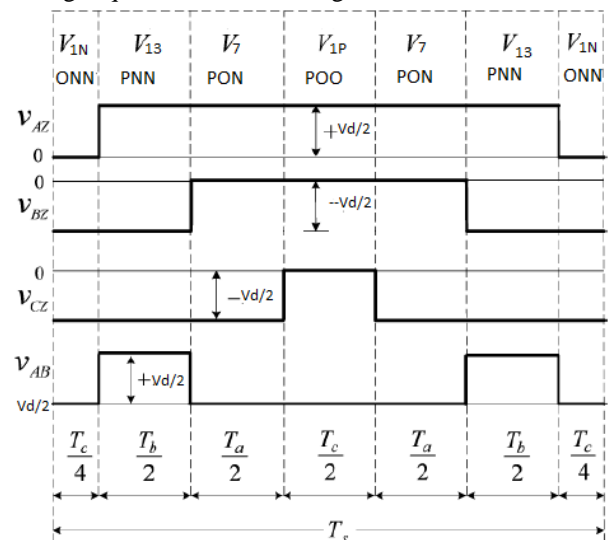 V1N V13 V7 V1P V7 V13 V1N
ONN PNN PON POO PON PNN ONN
vAZ
+Vd/2
0
0
vBZ
--Vd/2
0
vCZ
—Vd/2
vAB
+Vd/2
Vd/2
Tc/4 Tb/2 Ta/2 Tc/2 Ta/2 Tb/2 Tc/4
Ts